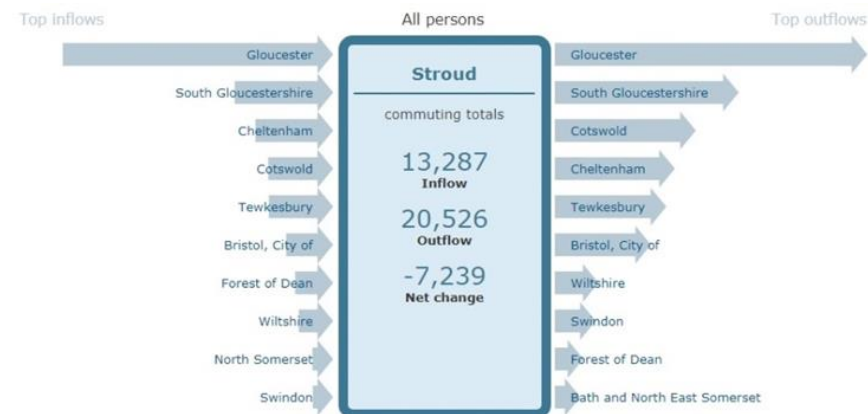 Top inflows
All persons
Top outflows
Gloucester
South Gloucestershire
Cheltenham
Cotswold
Tewkesbury
Bristol, City of
Forest of Dean
Wiltshire
North Somerset
Swindon
Stroud
commuting totals
13,287
Inflow
20,526
Outflow
-7,239
Net change
Gloucester
South Gloucestershire
Cotswold
Cheltenham
Tewkesbury
Bristol, City of
Wiltshire
Swindon
Forest of Dean
Bath and North East Somerset